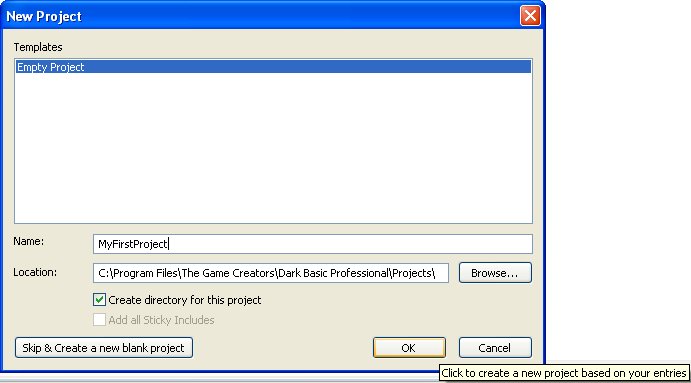 New Project
Templates
Empty Project
Name:
MyFirstProject
Location:
C:\Program Files\The Game Creators\Dark Basic Professional\Projects\
Browse...
Create directory for this project
Add all Sticky Includes
Skip & Create a new blank project
OK
Cancel
Click to create a new project based on your entries